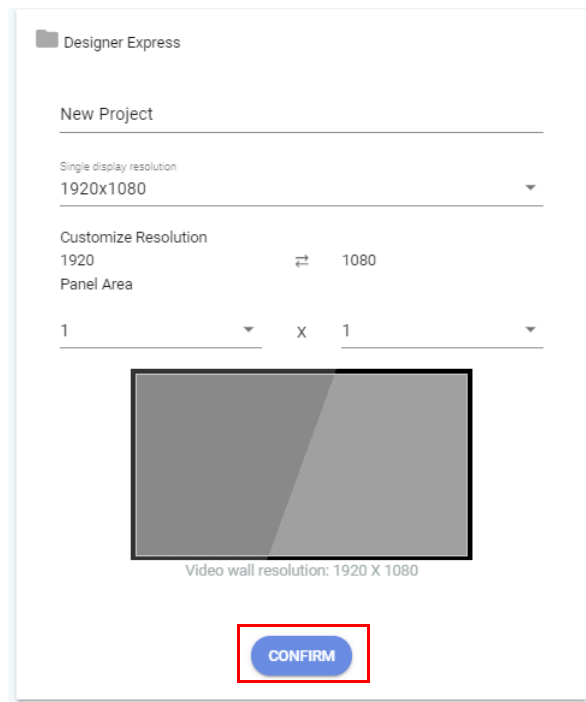 Designer Express
New Project
Single display resolution
1920x1080
Customize Resolution
1920 ⇄ 1080
Panel Area
1 x 1
Video wall resolution: 1920 X 1080
CONFIRM